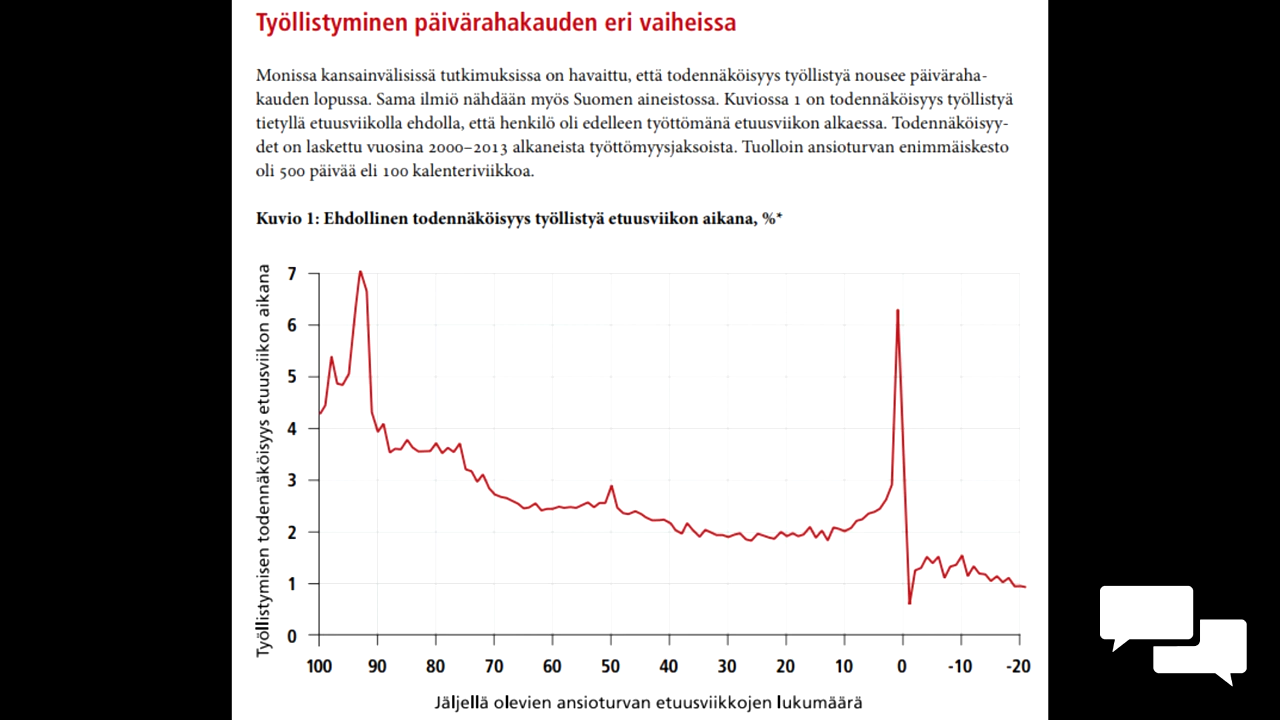 Työllistyminen päivärahakauden eri vaiheissa
Monissa kansainvälisissä tutkimuksissa on havaittu, että todennäköisyys työllistyä nousee päiväraha-
kauden lopussa. Sama ilmiö nähdään myös Suomen aineistossa. Kuviossa 1 on todennäköisyys työllistyä
tietyllä etuusviikolla ehdolla, että henkilö oli edelleen työttömänä etuusviikon alkaessa. Todennäköisyy-
det on laskettu vuosina 2000–2013 alkaneista työttömyysjaksoista. Tuolloin ansioturvan enimmäiskesto
oli 500 päivää eli 100 kalenteriviikkoa.
Kuvio 1: Ehdollinen todennäköisyys työllistyä etuusviikon aikana, %*
Työllistymisen todennäköisyys etuusviikon aikana
7
6
5
4
3
2
1
0
100 90 80 70 60 50 40 30 20 10 0 -10 -20
Jäljellä olevien ansioturvan etuusviikkojen lukumäärä